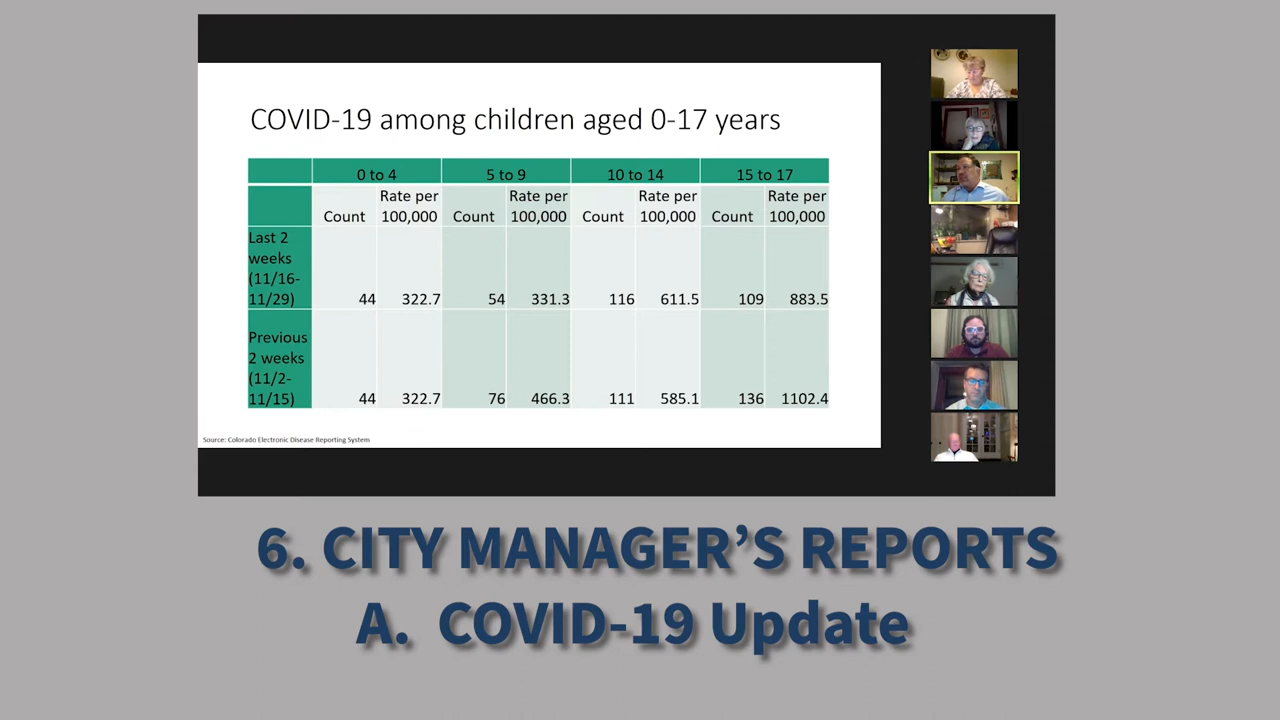 COVID-19 among children aged 0-17 years
0 to 4 5 to 9 10 to 14 15 to 17
Count Rate per 100,000 Count Rate per 100,000 Count Rate per 100,000 Count Rate per 100,000
Last 2
weeks
(11/16-
11/29) 44 322.7 54 331.3 116 611.5 109 883.5
Previous
2 weeks
(11/2-
11/15) 44 322.7 76 466.3 111 585.1 136 1102.4
Source: Colorado Electronic Disease Reporting System
6. CITY MANAGER’S REPORTS
A. COVID-19 Update